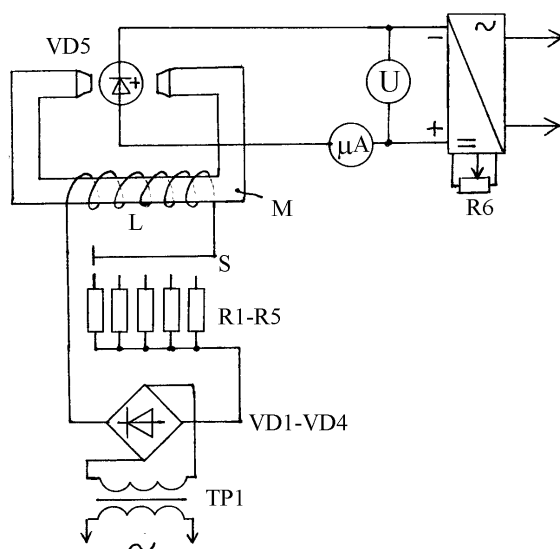 VD5
+
−
~
U
+
=
μA
R6
M
L
S
R1-R5
VD1-VD4
TP1
~